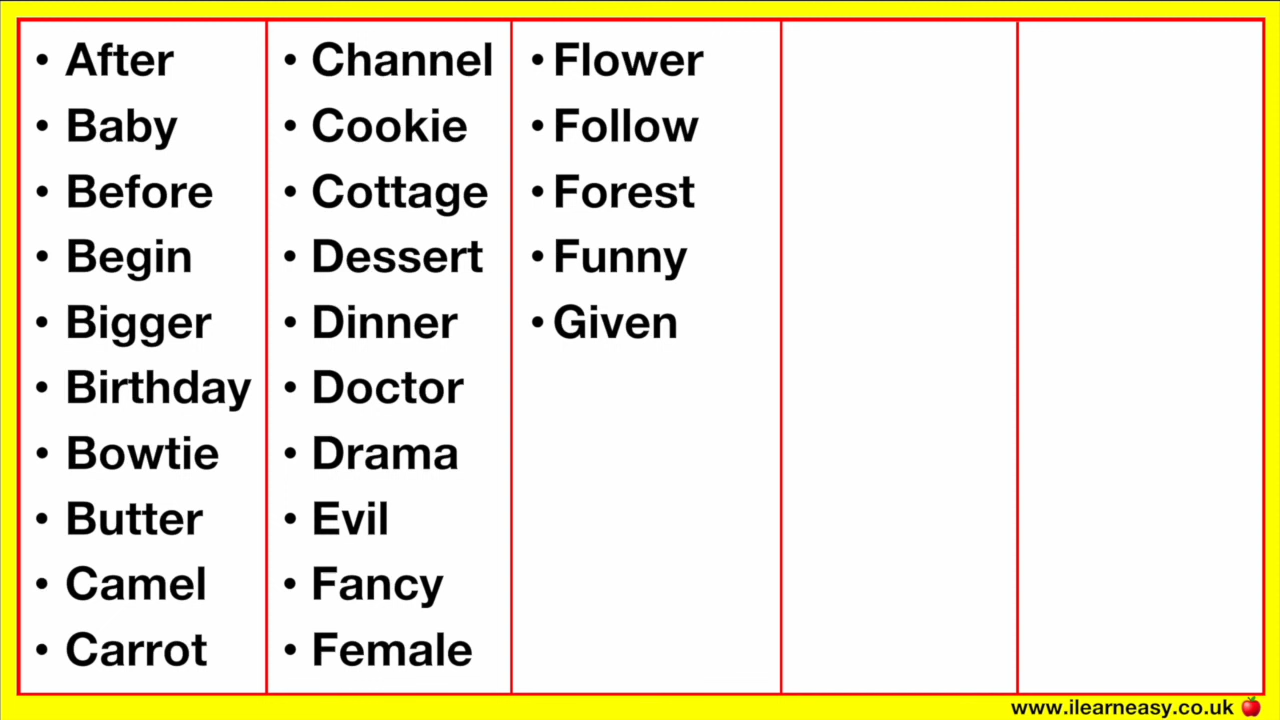 • After
• Baby
• Before
• Begin
• Bigger
• Birthday
• Bowtie
• Butter
• Camel
• Carrot
• Channel
• Cookie
• Cottage
• Dessert
• Dinner
• Doctor
• Drama
• Evil
• Fancy
• Female
• Flower
• Follow
• Forest
• Funny
• Given
www.ilearneasy.co.uk